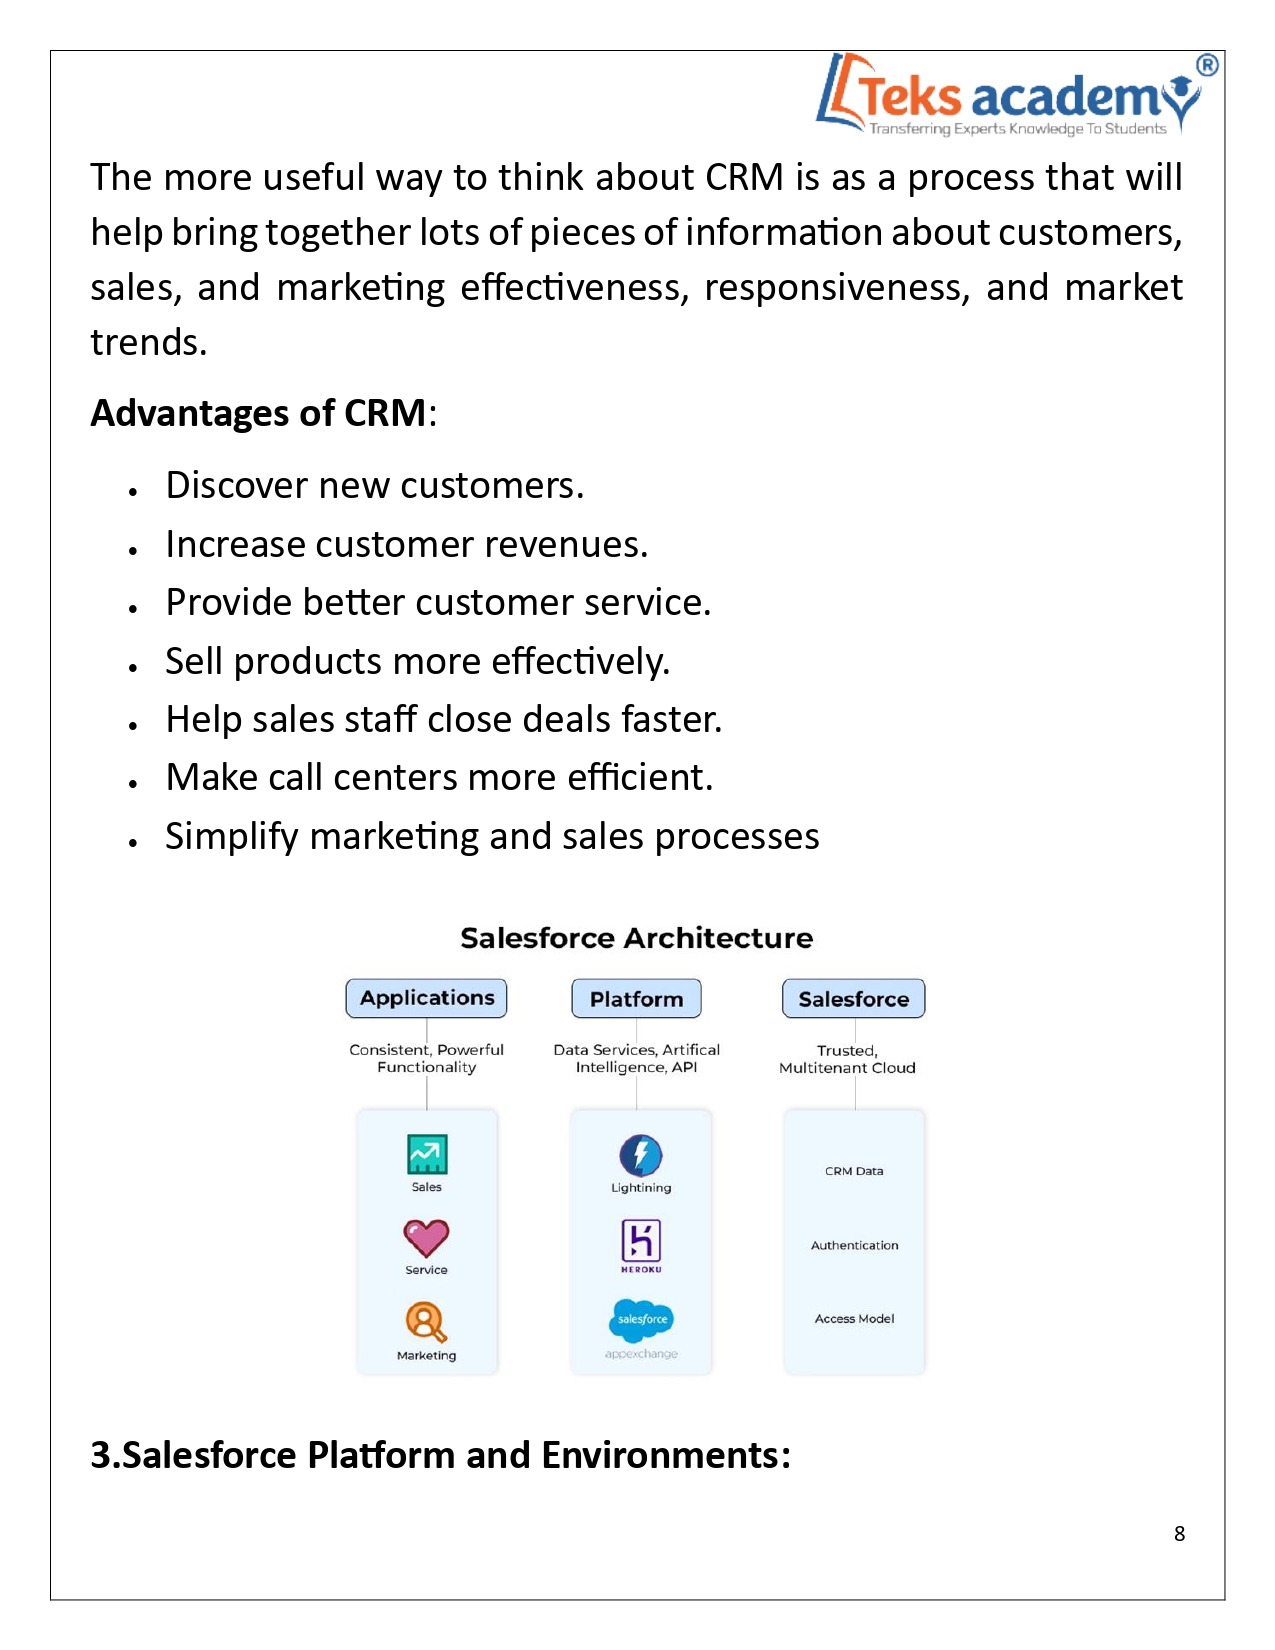 Teks academy ®
Transferring Experts Knowledge To Students
The more useful way to think about CRM is as a process that will
help bring together lots of pieces of information about customers,
sales, and marketing effectiveness, responsiveness, and market
trends.
Advantages of CRM:
• Discover new customers.
• Increase customer revenues.
• Provide better customer service.
• Sell products more effectively.
• Help sales staff close deals faster.
• Make call centers more efficient.
• Simplify marketing and sales processes
Salesforce Architecture
Applications
Consistent, Powerful
Functionality
Sales
Service
Marketing
Platform
Data Services, Artifical
Intelligence, API
Lightining
HEROKU
salesforce
appexchange
Salesforce
Trusted,
Multitenant Cloud
CRM Data
Authentication
Access Model
3.Salesforce Platform and Environments:
8